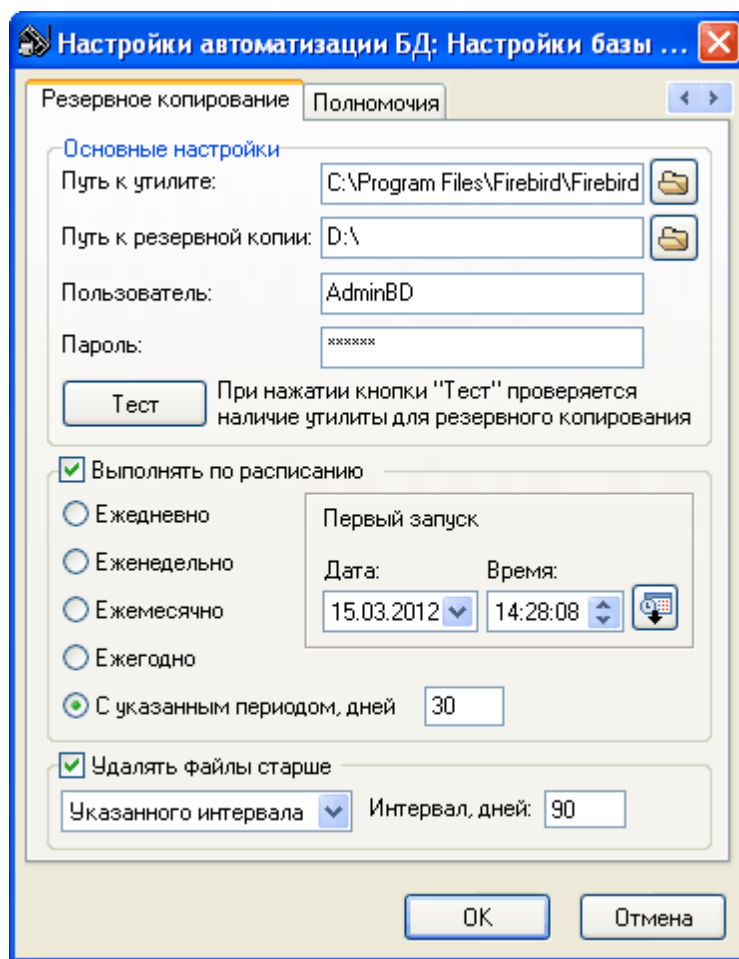 Настройки автоматизации БД: Настройки базы ...
Резервное копирование Полномочия
Основные настройки
Путь к утилите: C:\Program Files\Firebird\Firebird
Путь к резервной копии: D:\
Пользователь: AdminBD
Пароль: ******
Тест
При нажатии кнопки "Тест" проверяется
наличие утилиты для резервного копирования
Выполнять по расписанию
Ежедневно
Еженедельно
Ежемесячно
Ежегодно
С указанным периодом, дней 30
Первый запуск
Дата: Время:
15.03.2012 14:28:08
Удалять файлы старше
Указанного интервала Интервал, дней: 90
OK Отмена